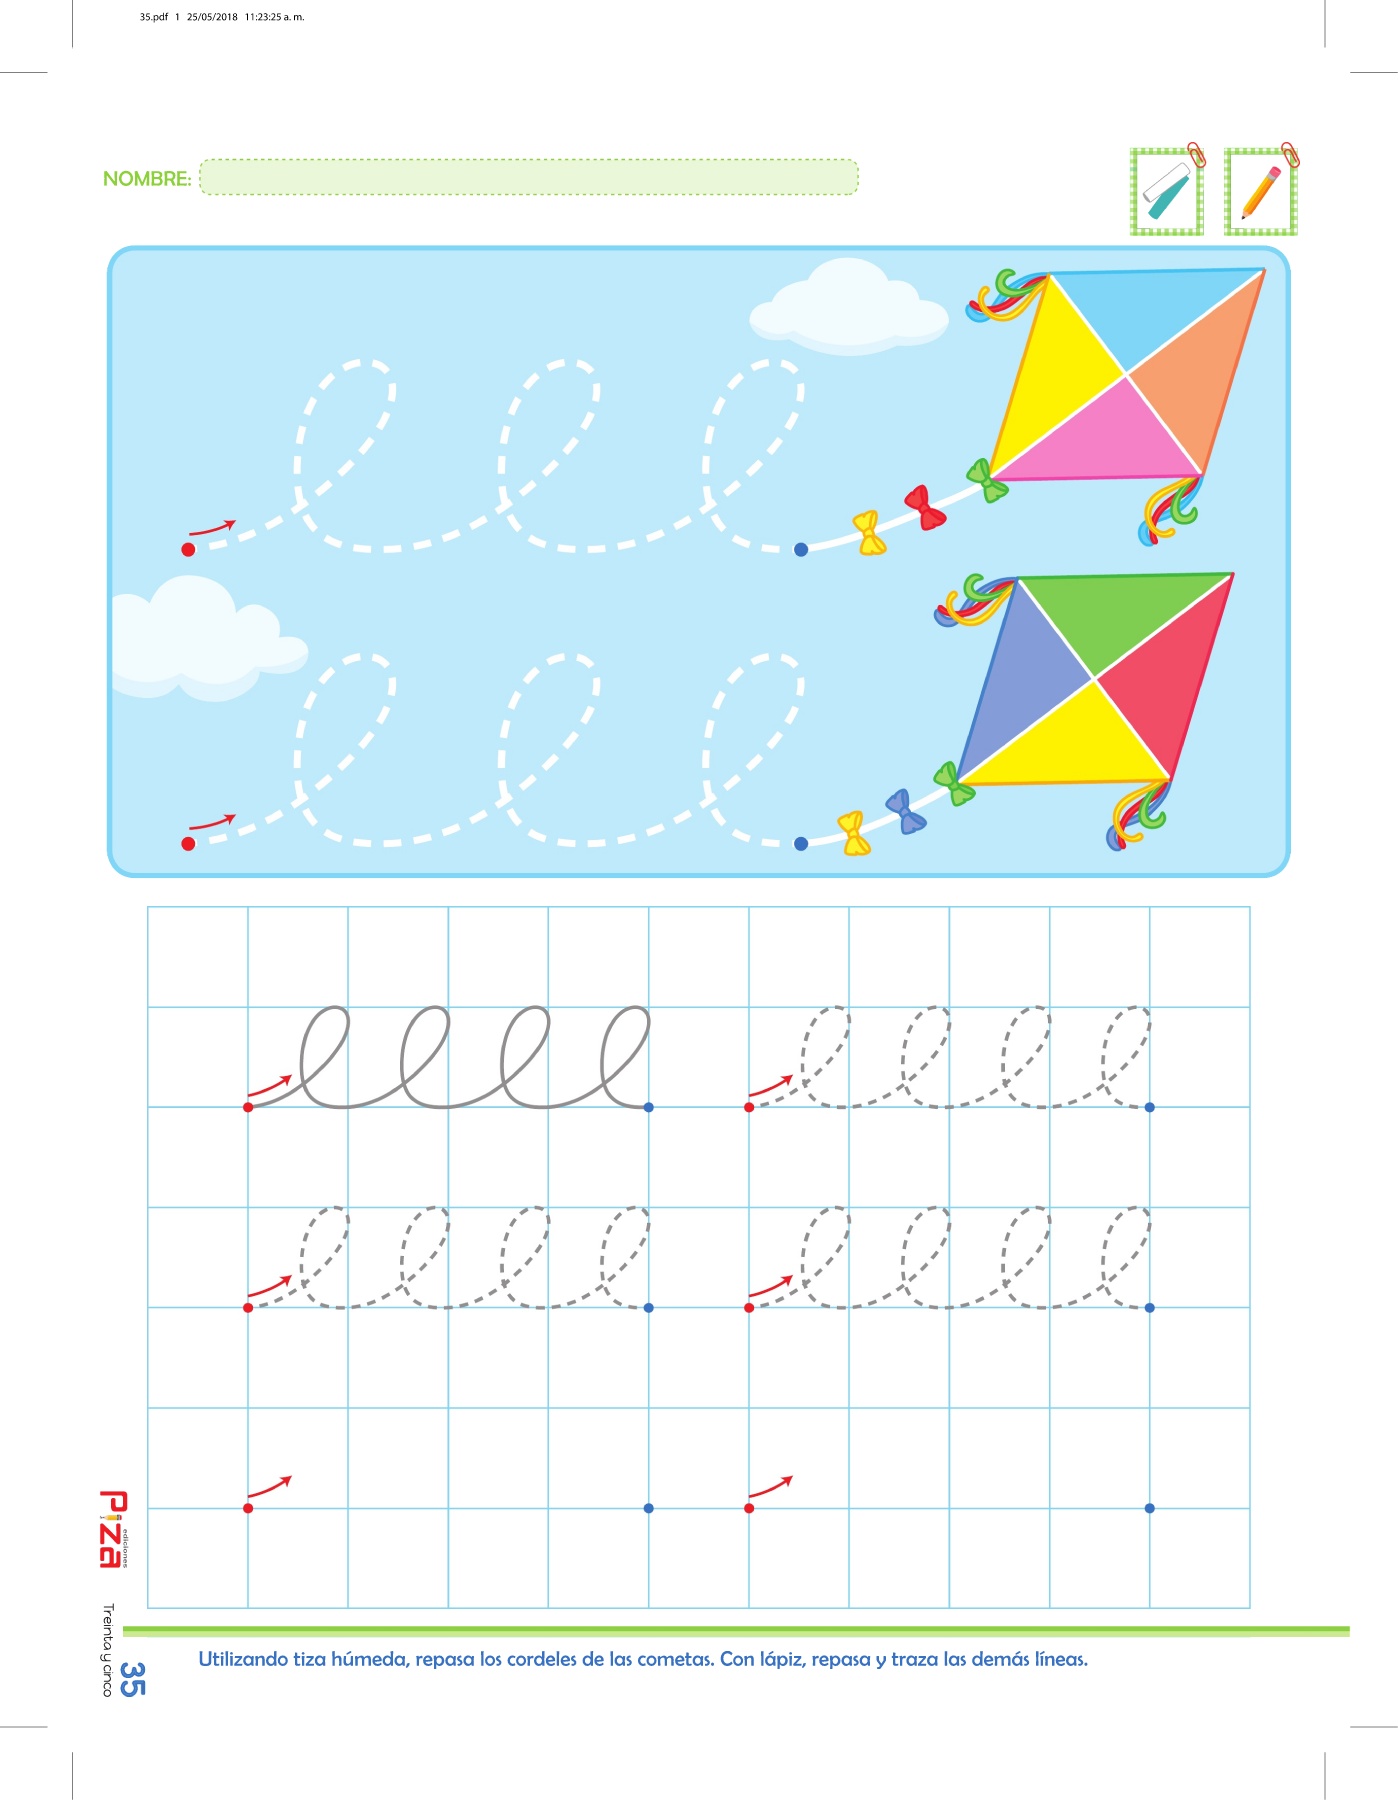 35.pdf 1 25/05/2018 11:23:25 a. m.
NOMBRE:
Piza
ediciones
Treinta y cinco
35
Utilizando tiza húmeda, repasa los cordeles de las cometas. Con lápiz, repasa y traza las demás líneas.